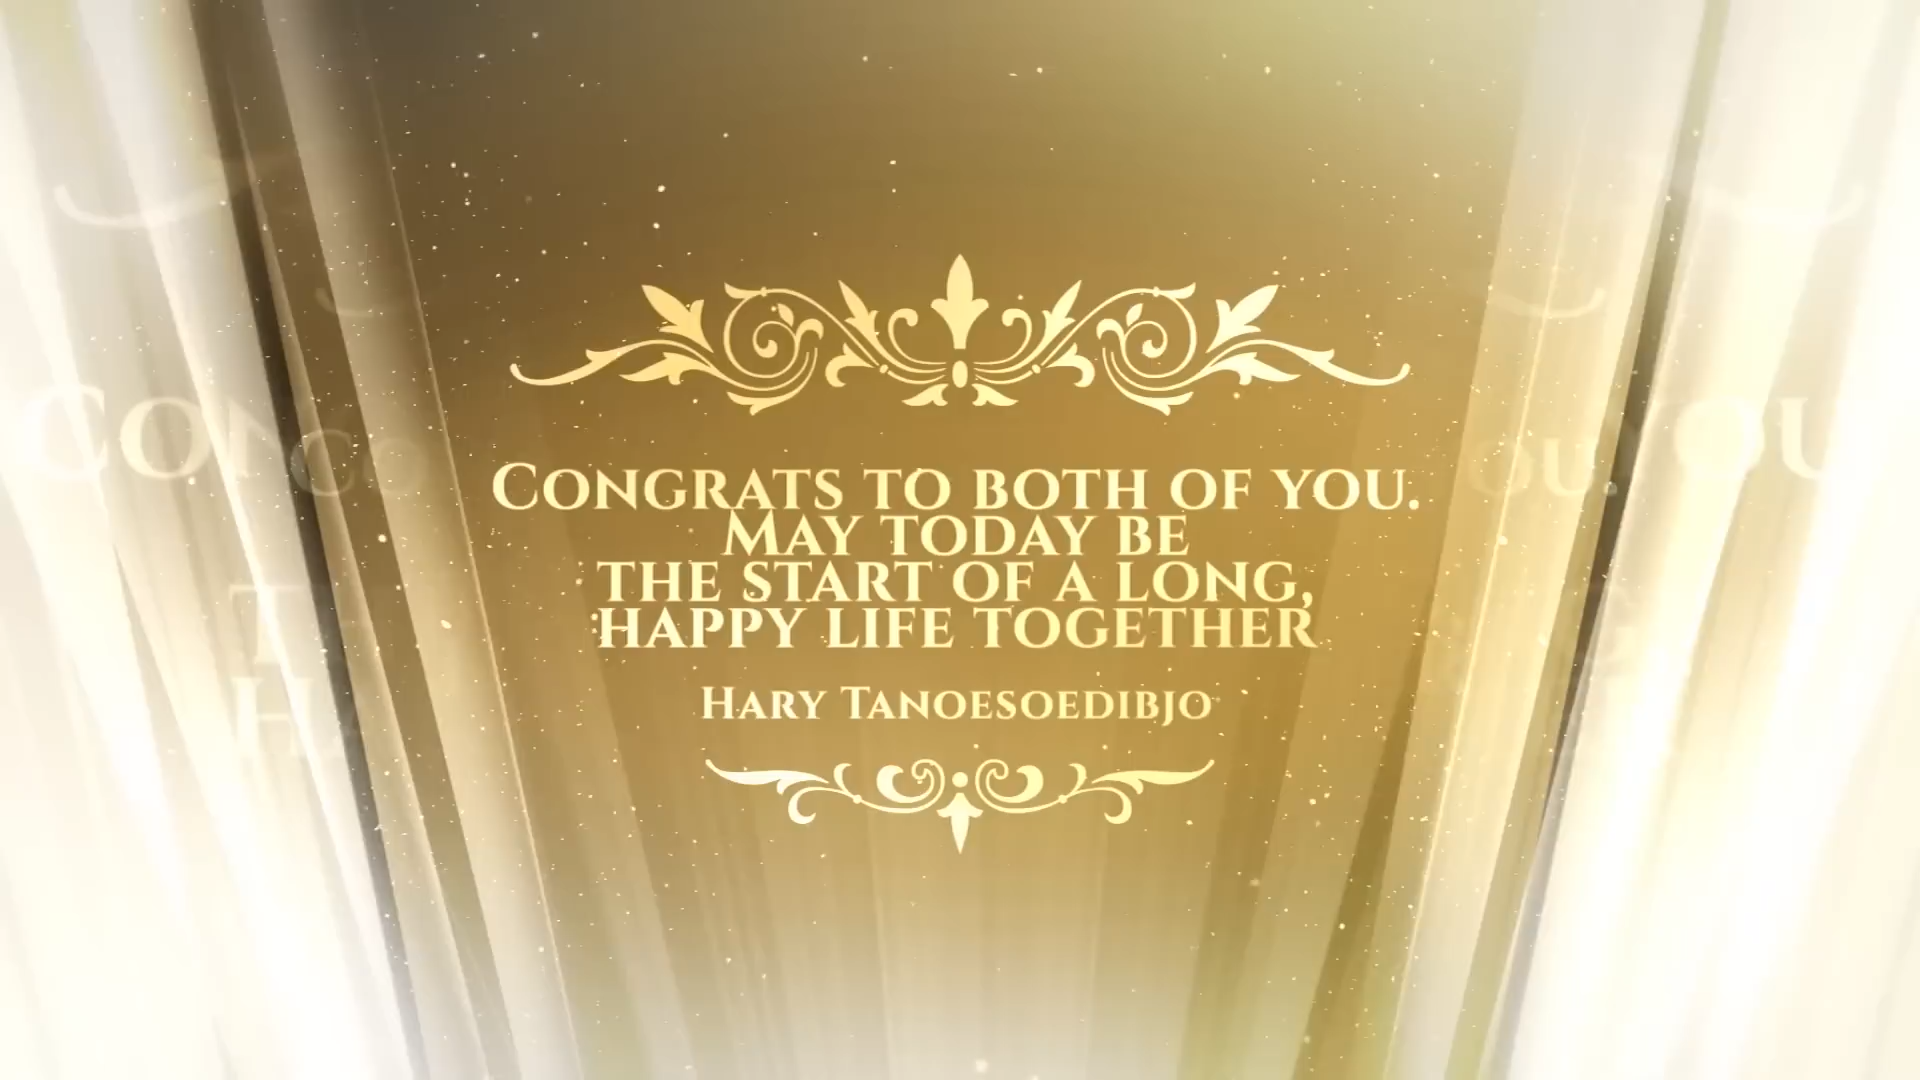 Congrats to both of you.
May today be
the start of a long,
happy life together
Hary Tanoesoedibjo